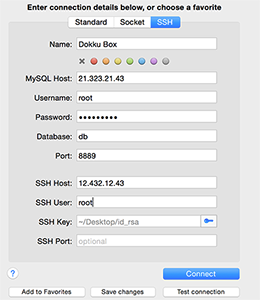 Enter connection details below, or choose a favorite
Standard Socket SSH
Name: Dokku Box
MySQL Host: 21.323.21.43
Username: root
Password: •••••••••
Database: db
Port: 8889
SSH Host: 12.432.12.43
SSH User: root
SSH Key: ~/Desktop/id_rsa
SSH Port: optional
? Connect
Add to Favorites Save changes Test connection